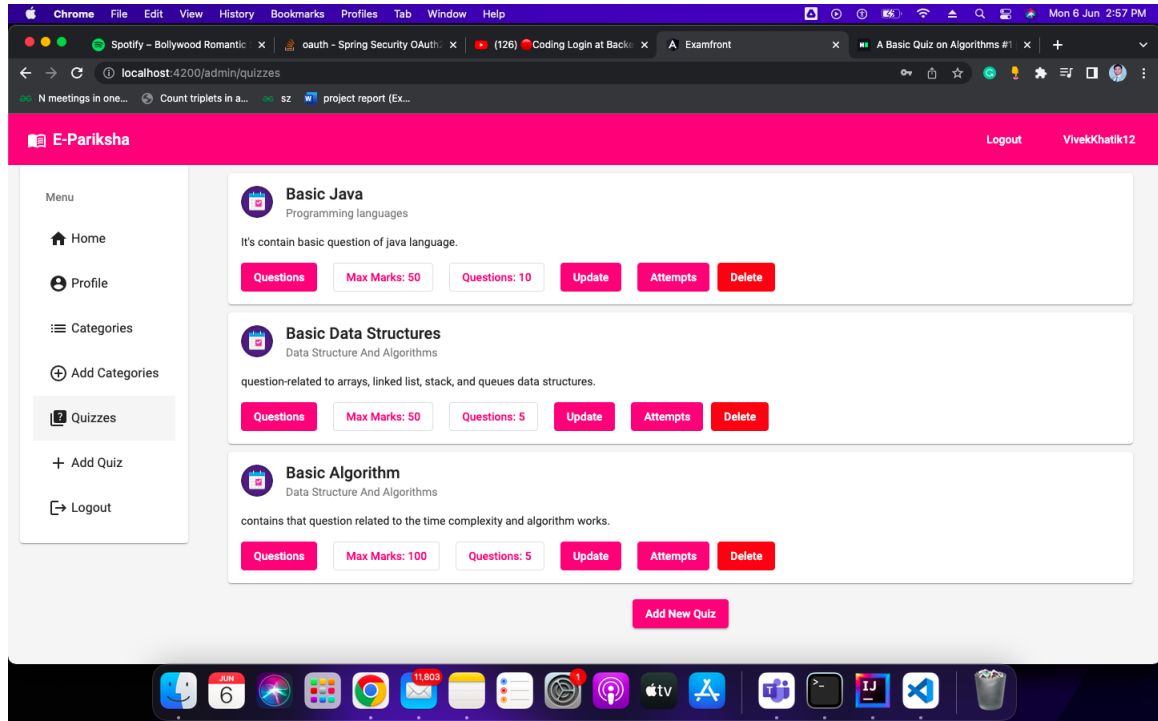 Chrome File Edit View History Bookmarks Profiles Tab Window Help Mon 6 Jun 2:57 PM
Spotify – Bollywood Romantic oauth - Spring Security OAuth2 (126) 🔴Coding Login at Backe Examfront A Basic Quiz on Algorithms #1
localhost:4200/admin/quizzes
N meetings in one... Count triplets in a... sz project report (Ex...
E-Pariksha Logout VivekKhatik12
Menu
Home
Profile
Categories
Add Categories
Quizzes
Add Quiz
Logout
Basic Java
Programming languages
It's contain basic question of java language.
Questions Max Marks: 50 Questions: 10 Update Attempts Delete
Basic Data Structures
Data Structure And Algorithms
question-related to arrays, linked list, stack, and queues data structures.
Questions Max Marks: 50 Questions: 5 Update Attempts Delete
Basic Algorithm
Data Structure And Algorithms
contains that question related to the time complexity and algorithm works.
Questions Max Marks: 100 Questions: 5 Update Attempts Delete
Add New Quiz
JUN
6
11,803
1
tv
IJ